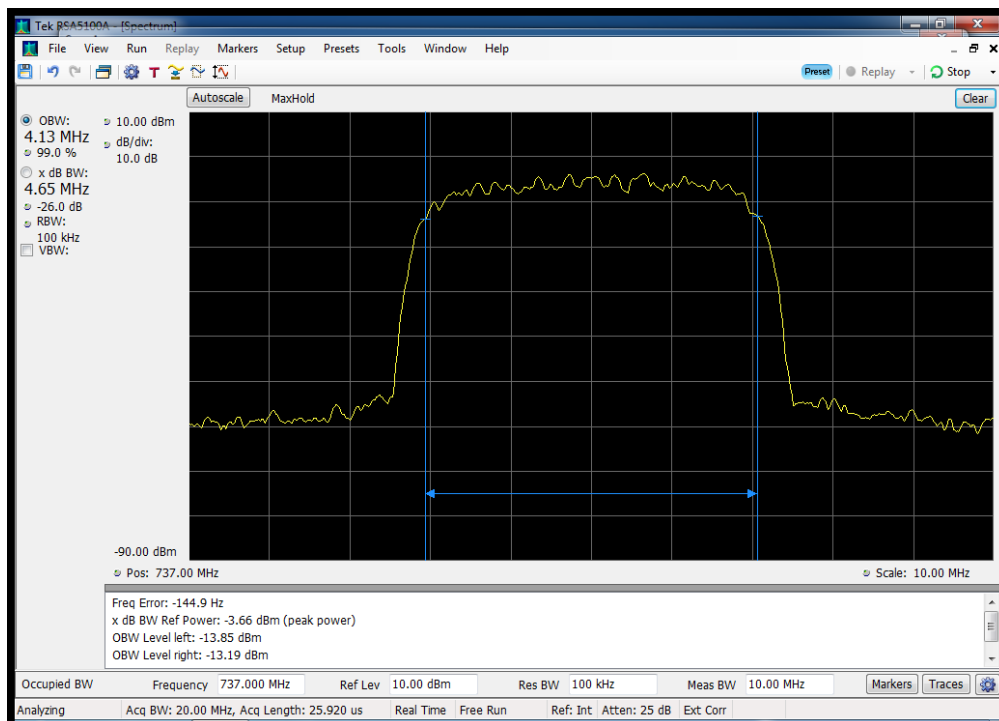 Tek RSA5100A - [Spectrum]
File View Run Replay Markers Setup Presets Tools Window Help
T Preset Replay Stop
Autoscale MaxHold Clear
OBW:
4.13 MHz
99.0 %
x dB BW:
4.65 MHz
-26.0 dB
RBW:
100 kHz
VBW:
10.00 dBm
dB/div:
10.0 dB
-90.00 dBm
Pos: 737.00 MHz Scale: 10.00 MHz
Freq Error: -144.9 Hz
x dB BW Ref Power: -3.66 dBm (peak power)
OBW Level left: -13.85 dBm
OBW Level right: -13.19 dBm
Occupied BW Frequency 737.000 MHz Ref Lev 10.00 dBm Res BW 100 kHz Meas BW 10.00 MHz Markers Traces
Analyzing Acq BW: 20.00 MHz, Acq Length: 25.920 us Real Time Free Run Ref: Int Atten: 25 dB Ext Corr